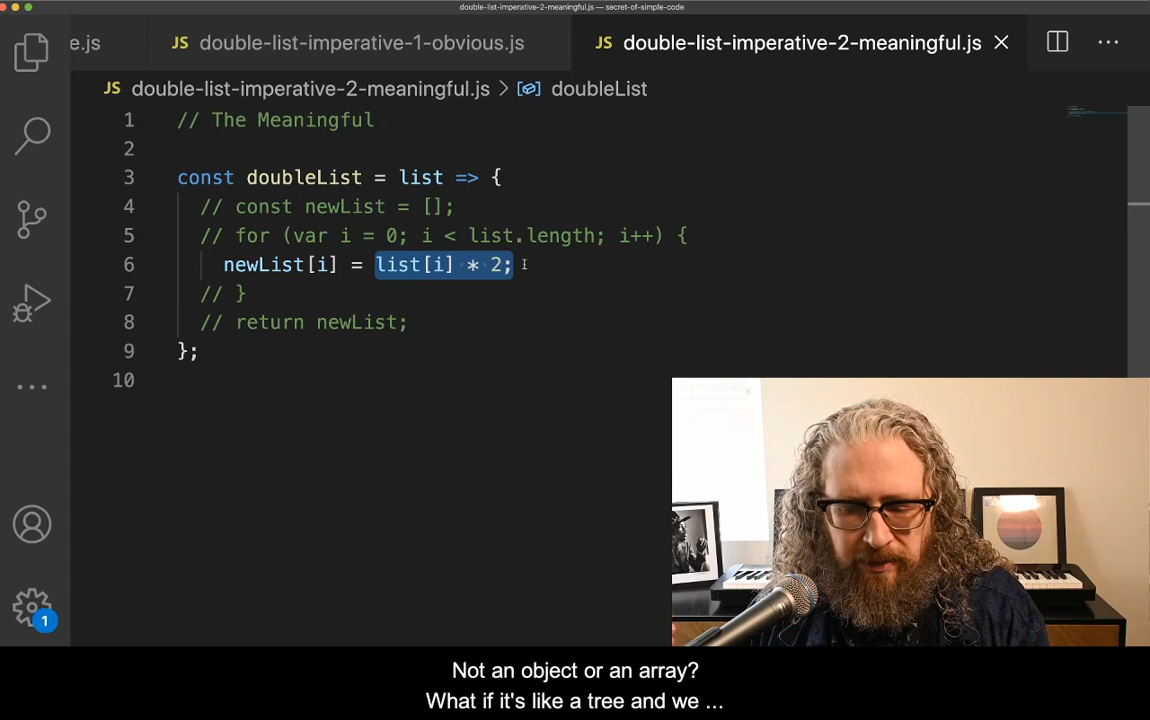 double-list-imperative-2-meaningful.js — secret-of-simple-code
e.js
JS double-list-imperative-1-obvious.js
JS double-list-imperative-2-meaningful.js
JS double-list-imperative-2-meaningful.js > doubleList
1 // The Meaningful
2
3 const doubleList = list => {
4 // const newList = [];
5 // for (var i = 0; i < list.length; i++) {
6 newList[i] = list[i] * 2;
7 // }
8 // return newList;
9 };
10
1
Not an object or an array?
What if it's like a tree and we ...